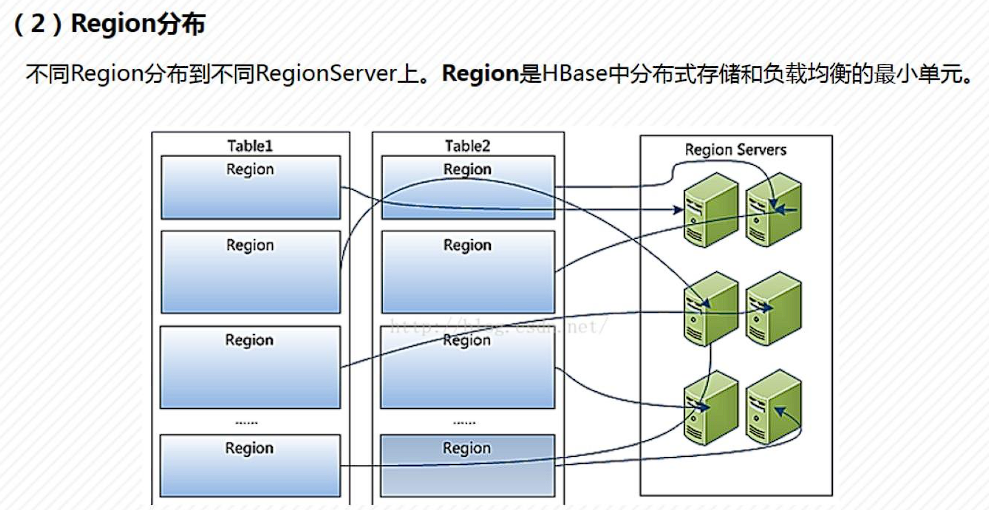 （2）Region分布
不同Region分布到不同RegionServer上。Region是HBase中分布式存储和负载均衡的最小单元。
Table1
Region
Region
Region
......
Region
Table2
Region
Region
Region
......
Region
Region Servers
http://blog.csdn.net/